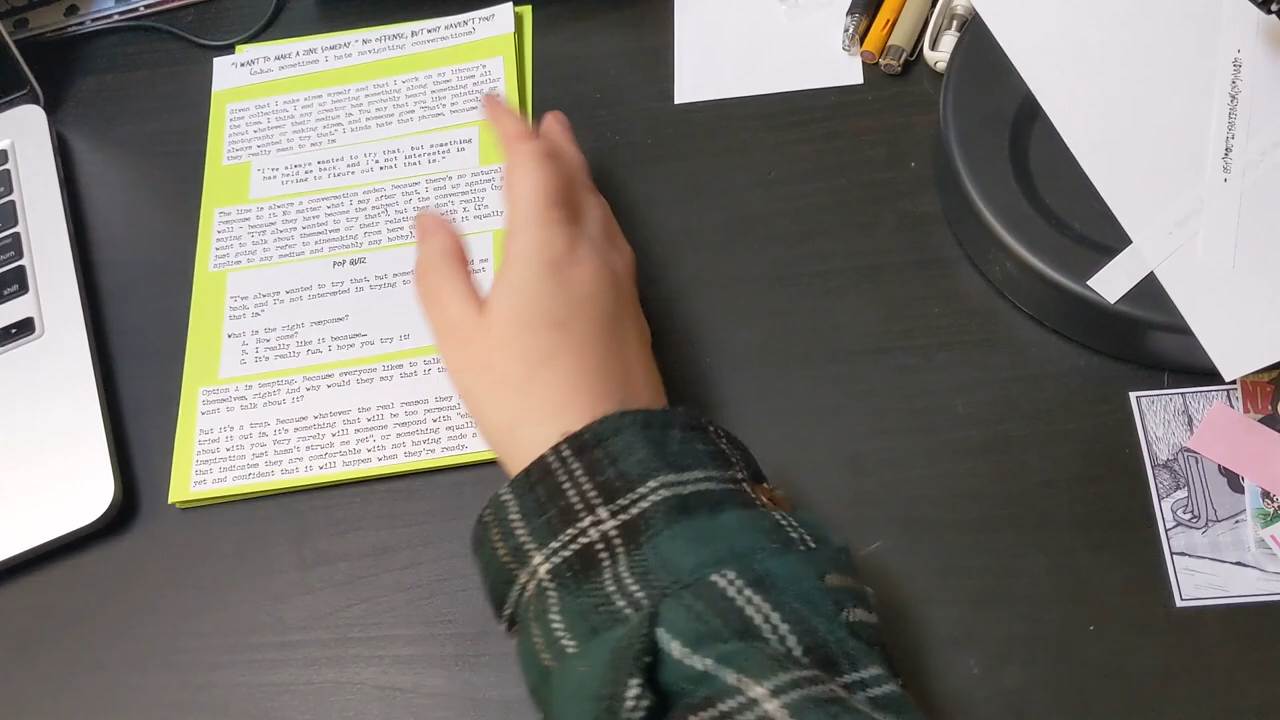 "I WANT TO MAKE A ZINE SOMEDAY" NO OFFENSE, BUT WHY HAVEN'T YOU?
(a.k.a. sometimes I hate navigating conversations)
Given that I make zines myself and that I work on my library's
zine collection, I end up hearing something along those lines all
the time. I think any creator has probably heard something similar
about whatever their medium is. You say that you like painting or
photography or making zines, and someone goes "That's so cool,
always wanted to try that." I kinda hate that phrase, because
they really mean to say is:
"I've always wanted to try that, but something
has held me back, and I'm not interested in
trying to figure out what that is."
The line is always a conversation ender. Because there's no natural
response to it. No matter what I say after that, I end up against a
wall - because they have become the subject of the conversation (by
saying "I've always wanted to try that"), but they don't really
want to talk about themselves or their with X (I'm
just going to refer to zinemaking from here it equally
applies to any medium and probably any hobby).
POP QUIZ
"I've always wanted to try that, but me
back, and I'm not interested in trying to what
that is."
What is the right response?
A. How come?
B. I really like it because…
C. It's really fun, I hope you try it!
Option A is tempting. Because everyone likes to talk
themselves, right? And why would they say that if
want to talk about it?
But it's a trap. Because whatever the real reason they
tried it out is, it's something that will be too personal
about with you. Very rarely will someone respond with
inspiration just hasn't struck me yet", or something
that indicates they are comfortable with not having made a
yet and confident that it will happen when they're ready.
shift